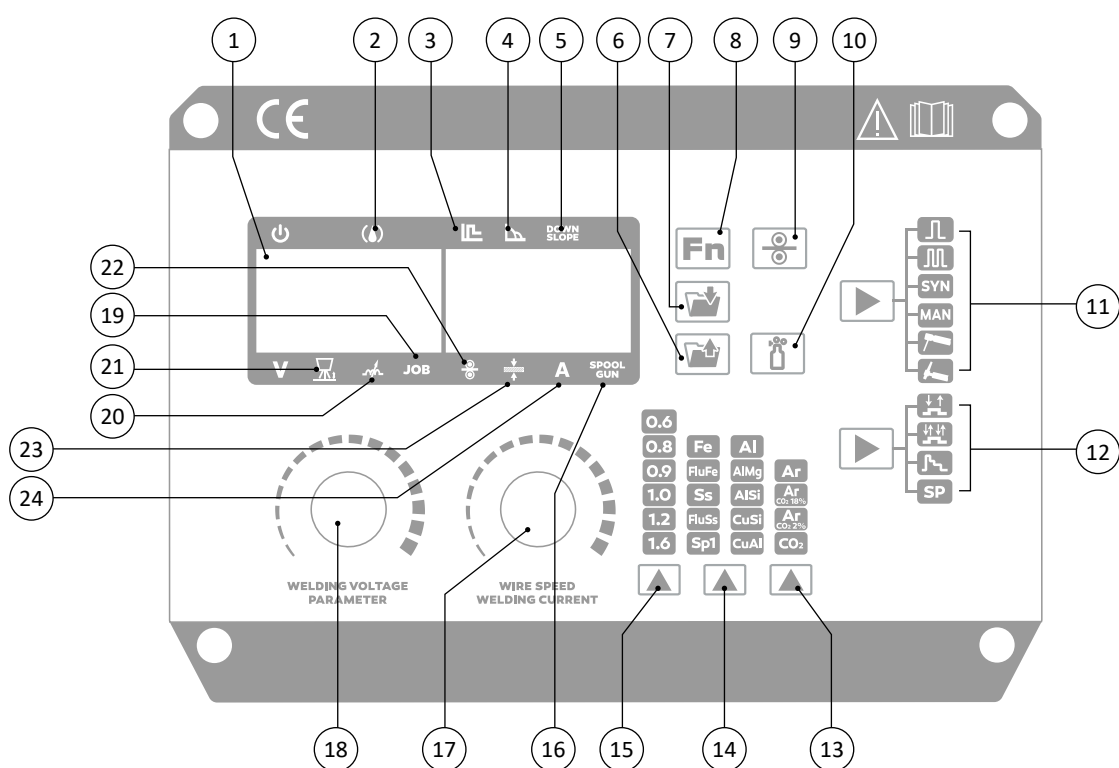 1
2
3
4
5
6
7
8
9
10
CE
DOWN
SLOPE
Fn
22
19
21
20
23
24
V
JOB
A
SPOOL
GUN
SYN
MAN
11
12
SP
0.6
0.8 Fe Al
0.9 FluFe AlMg Ar
1.0 Ss AlSi Ar
CO₂ 18%
1.2 FluSs CuSi Ar
CO₂ 2%
1.6 Sp1 CuAl CO₂
WELDING VOLTAGE
PARAMETER
WIRE SPEED
WELDING CURRENT
18
17
16
15
14
13